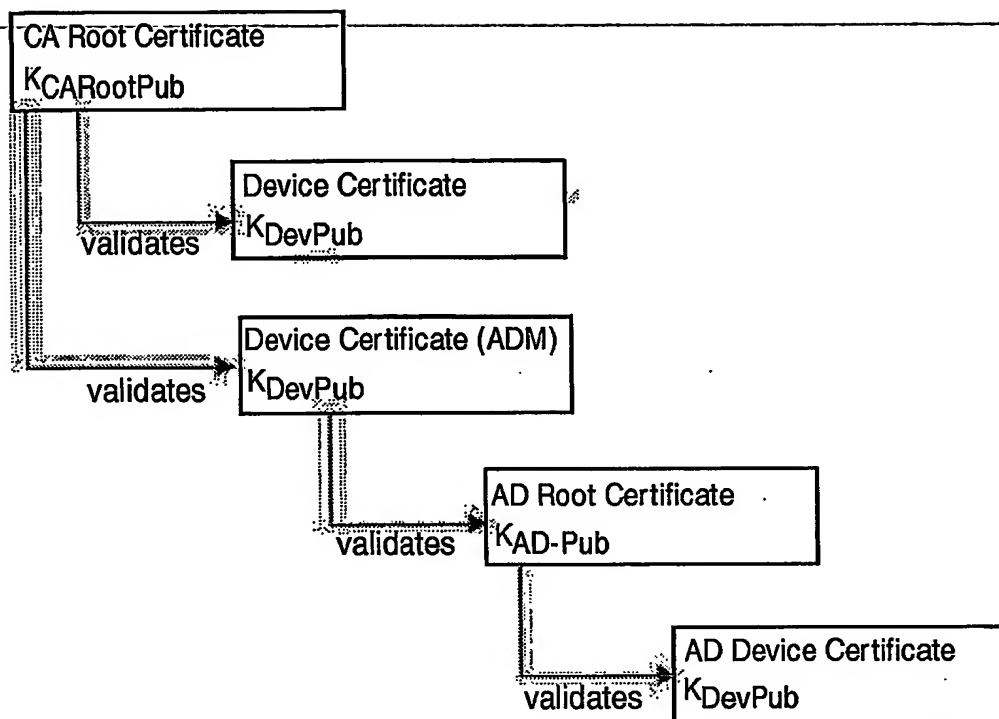 CA Root Certificate
KCARootPub
Device Certificate
KDevPub
validates
Device Certificate (ADM)
KDevPub
validates
AD Root Certificate
KAD-Pub
validates
AD Device Certificate
KDevPub
validates